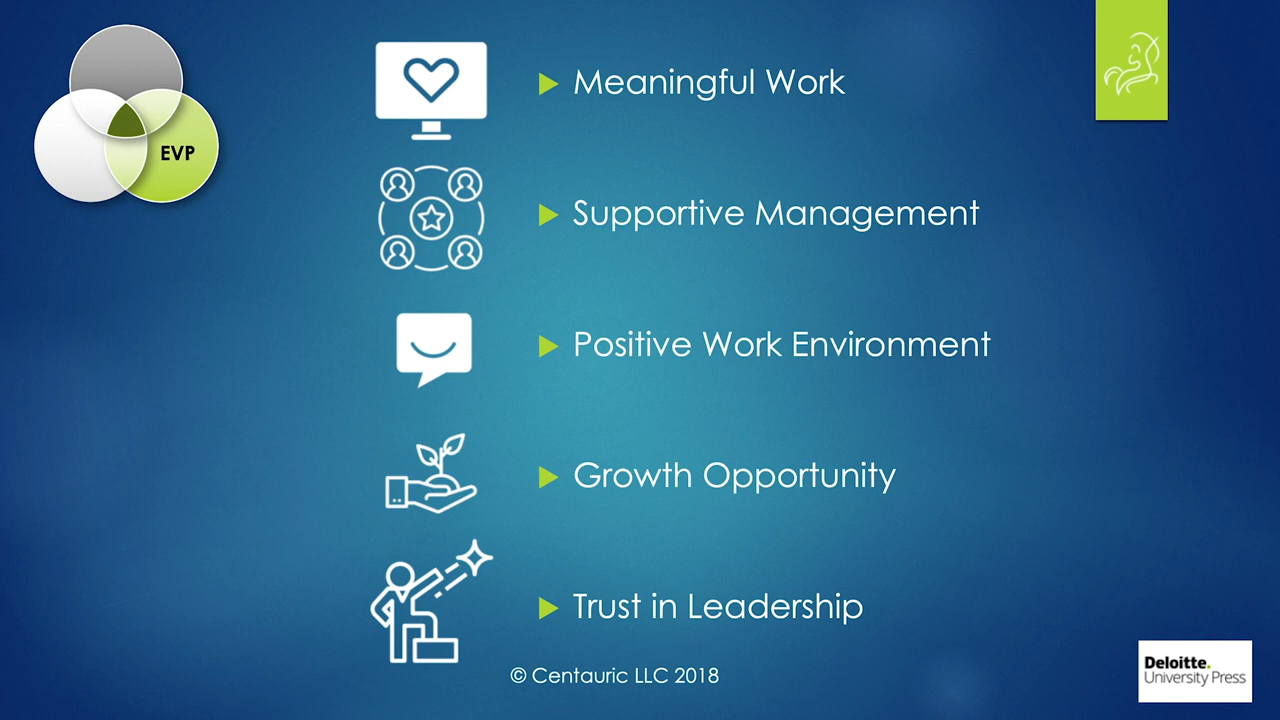 EVP
Meaningful Work
Supportive Management
Positive Work Environment
Growth Opportunity
Trust in Leadership
© Centauric LLC 2018
Deloitte.
University Press